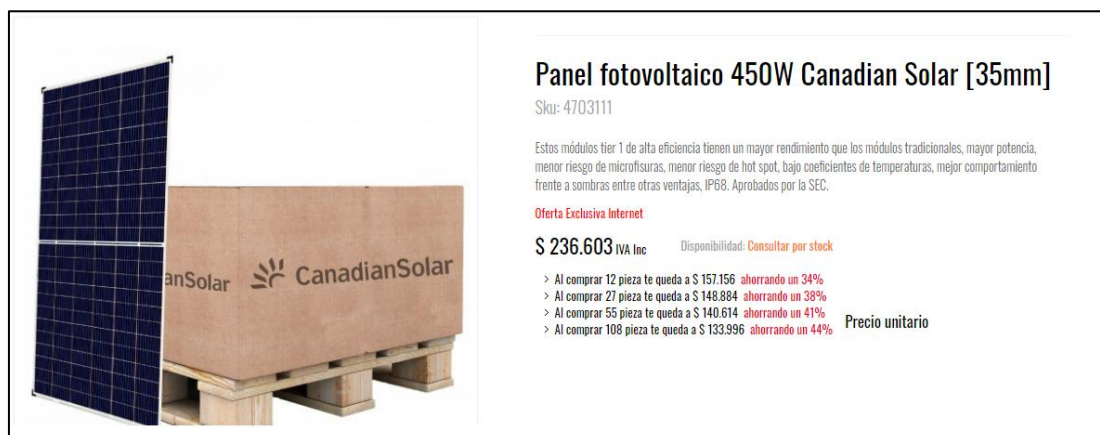 Panel fotovoltaico 450W Canadian Solar [35mm]
Sku: 4703111
Estos módulos tier 1 de alta eficiencia tienen un mayor rendimiento que los módulos tradicionales, mayor potencia,
menor riesgo de microfisuras, menor riesgo de hot spot, bajo coeficientes de temperaturas, mejor comportamiento
frente a sombras entre otras ventajas, IP68. Aprobados por la SEC.
Oferta Exclusiva Internet
$ 236.603 IVA Inc Disponibilidad: Consultar por stock
> Al comprar 12 pieza te queda a $ 157.156 ahorrando un 34%
> Al comprar 27 pieza te queda a $ 148.884 ahorrando un 38%
> Al comprar 55 pieza te queda a $ 140.614 ahorrando un 41%
> Al comprar 108 pieza te queda a $ 133.996 ahorrando un 44%
Precio unitario
anSolar
CanadianSolar